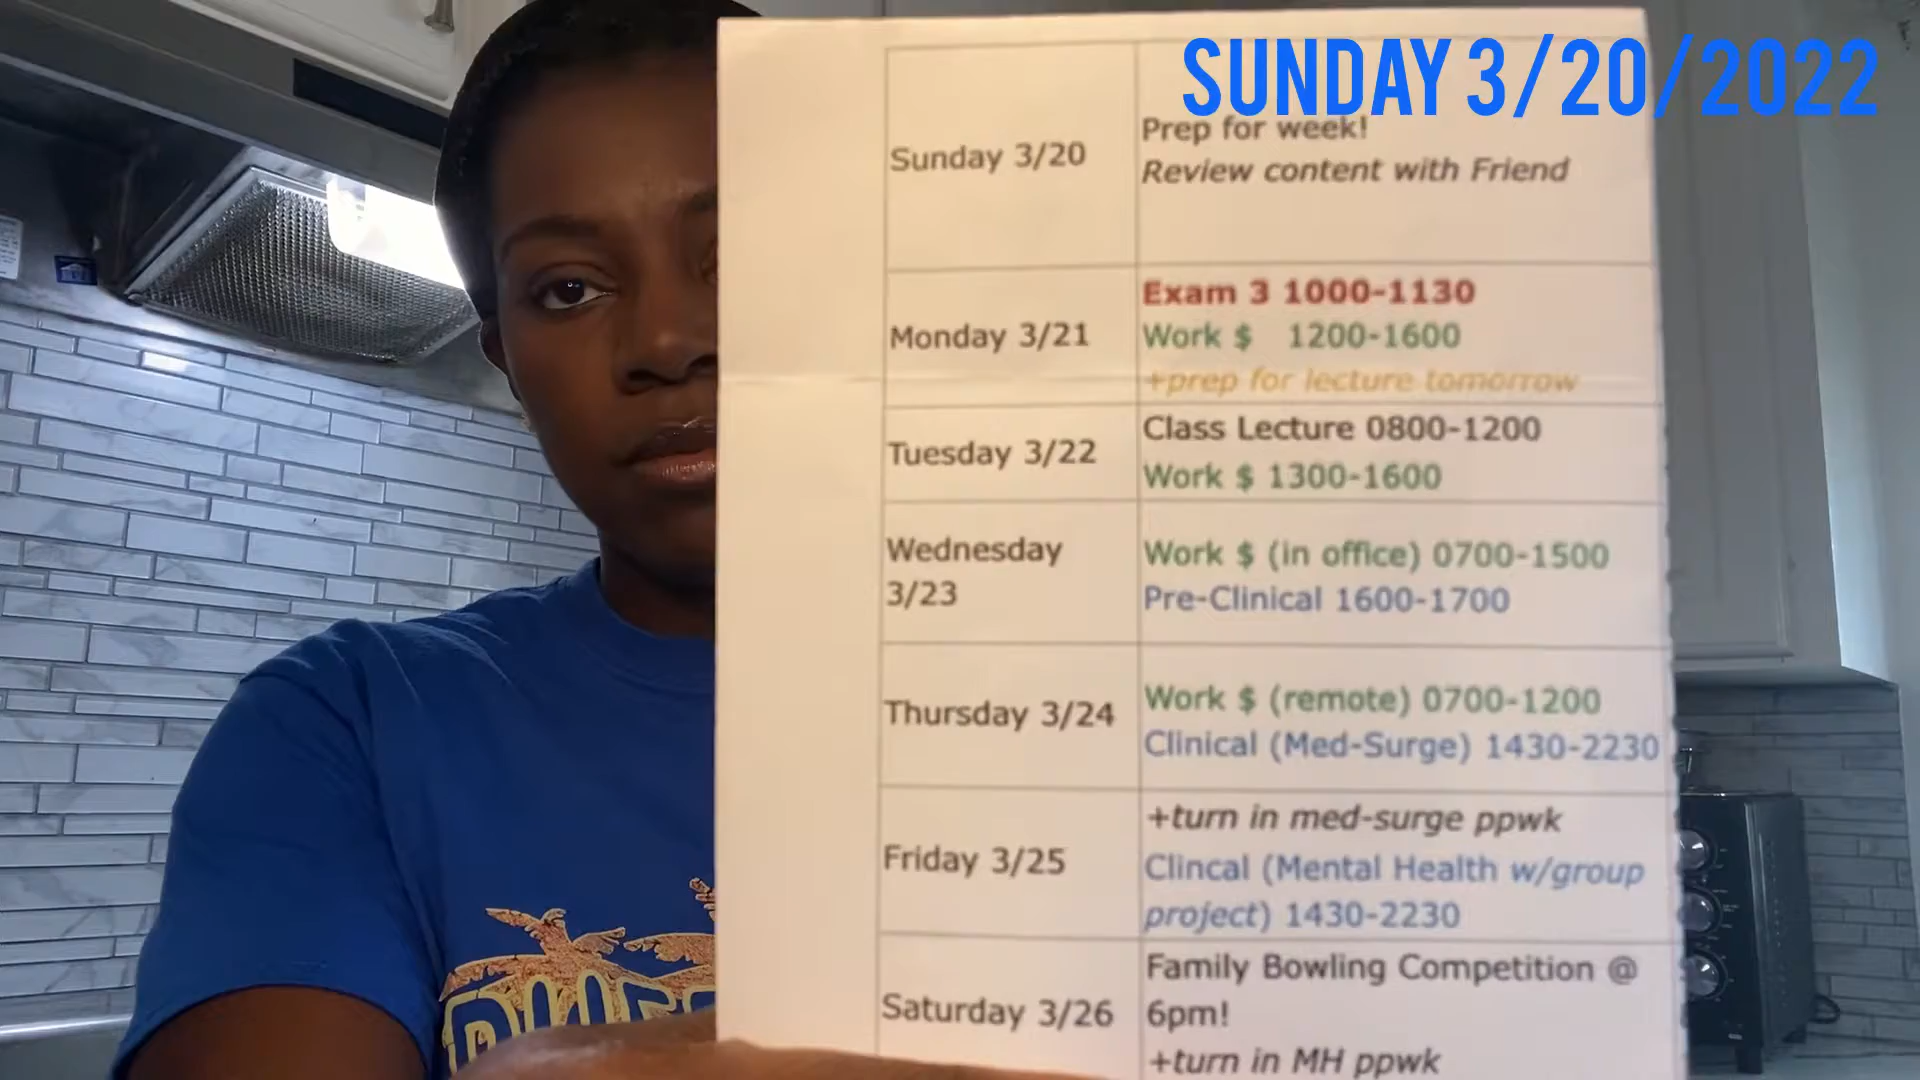 SUNDAY 3/20/2022
Sunday 3/20
Prep for week!
Review content with Friend
Monday 3/21
Exam 3 1000-1130
Work $ 1200-1600
+prep for lecture tomorrow
Tuesday 3/22
Class Lecture 0800-1200
Work $ 1300-1600
Wednesday
3/23
Work $ (in office) 0700-1500
Pre-Clinical 1600-1700
Thursday 3/24
Work $ (remote) 0700-1200
Clinical (Med-Surge) 1430-2230
Friday 3/25
+turn in med-surge ppwk
Clincal (Mental Health w/group
project) 1430-2230
Saturday 3/26
Family Bowling Competition @
6pm!
+turn in MH ppwk